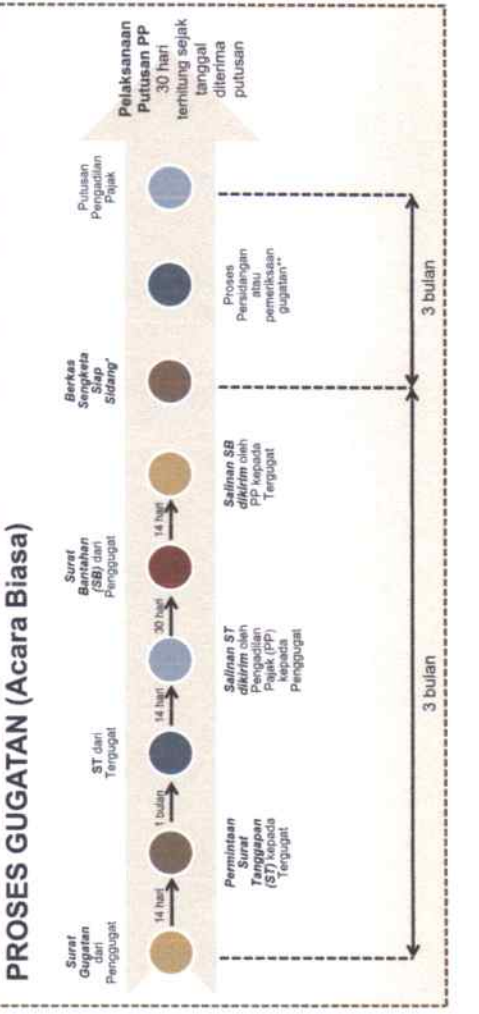 PROSES GUGATAN (Acara Biasa)
Surat
Gugatan
dari
Penggugat
14 hari
Permintaan
Surat
Tanggapan
(ST) kepada
Tergugat
1 bulan
ST dari
Tergugat
14 hari
Salinan ST
dikirim oleh
Pengadilan
Pajak (PP)
kepada
Penggugat
30 hari
Surat
Bantahan
(SB) dari
Penggugat
14 hari
Salinan SB
dikirim oleh
PP kepada
Tergugat
Berkas
Sengketa
Siap
Sidang*
Proses
Persidangan
atau
pemeriksaan
gugatan**
Putusan
Pengadilan
Pajak
Pelaksanaan
Putusan PP
30 hari
terhitung sejak
tanggal
diterima
putusan
3 bulan
3 bulan